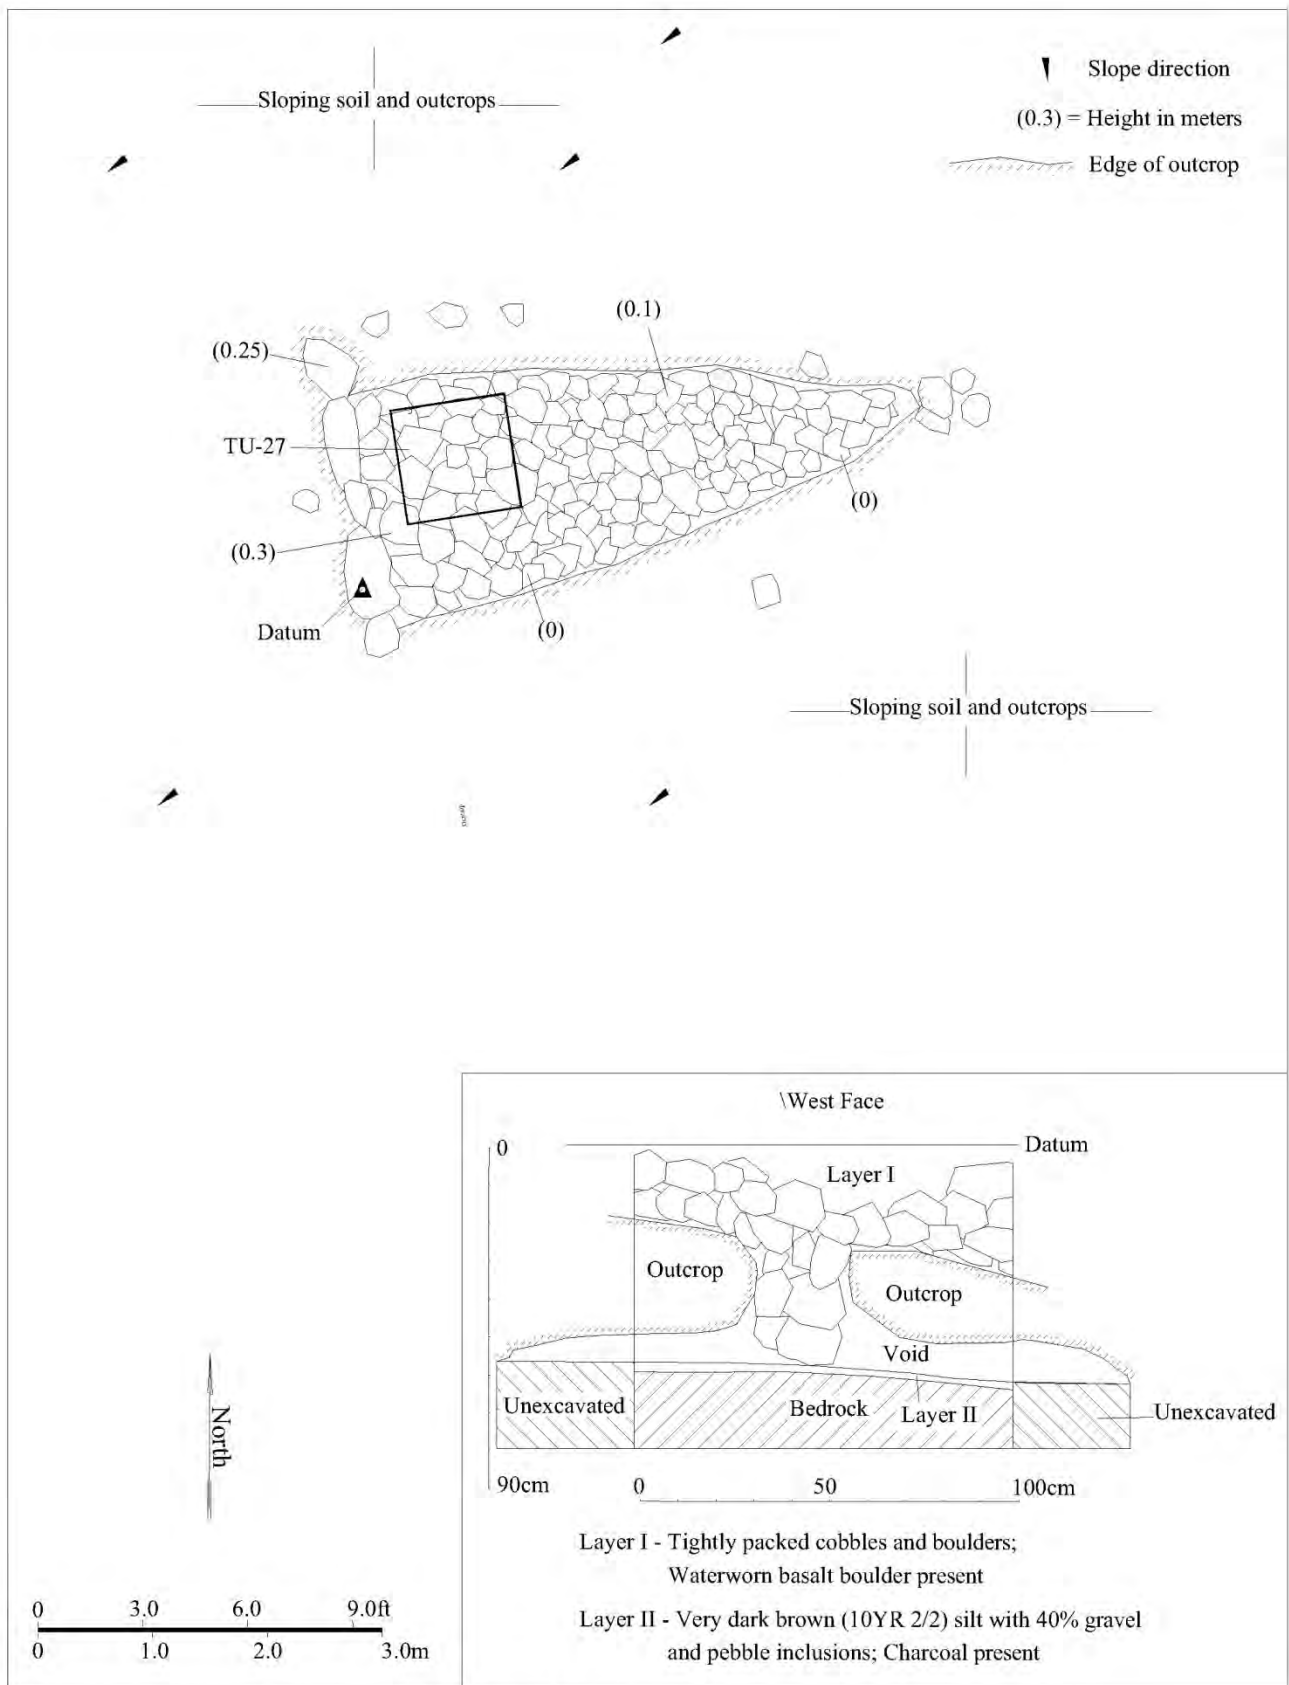 Slope direction
Sloping soil and outcrops
(0.3) = Height in meters
Edge of outcrop
(0.1)
(0.25)
TU-27
(0)
(0.3)
Datum
(0)
Sloping soil and outcrops
\West Face
0
Datum
Layer I
Outcrop
Outcrop
Void
Unexcavated
Bedrock
Layer II
Unexcavated
90cm
0
50
100cm
North
Layer I - Tightly packed cobbles and boulders;
Waterworn basalt boulder present
Layer II - Very dark brown (10YR 2/2) silt with 40% gravel
and pebble inclusions; Charcoal present
0 3.0 6.0 9.0ft
0 1.0 2.0 3.0m